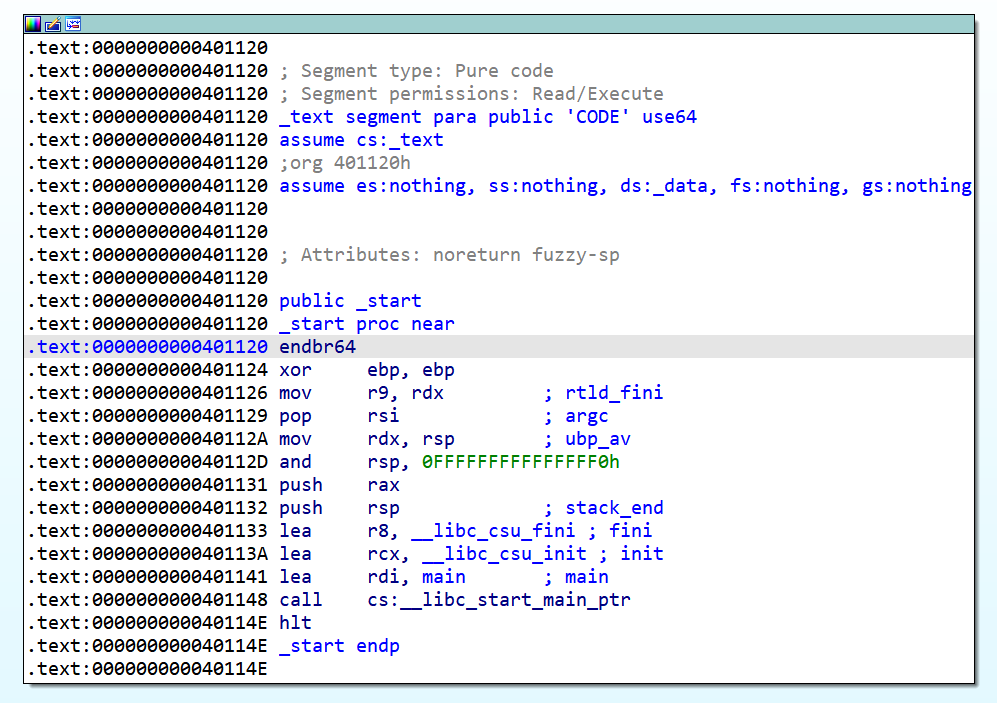 .text:0000000000401120
.text:0000000000401120 ; Segment type: Pure code
.text:0000000000401120 ; Segment permissions: Read/Execute
.text:0000000000401120 _text segment para public 'CODE' use64
.text:0000000000401120 assume cs:_text
.text:0000000000401120 ;org 401120h
.text:0000000000401120 assume es:nothing, ss:nothing, ds:_data, fs:nothing, gs:nothing
.text:0000000000401120
.text:0000000000401120
.text:0000000000401120 ; Attributes: noreturn fuzzy-sp
.text:0000000000401120
.text:0000000000401120 public _start
.text:0000000000401120 _start proc near
.text:0000000000401120 endbr64
.text:0000000000401124 xor     ebp, ebp
.text:0000000000401126 mov     r9, rdx         ; rtld_fini
.text:0000000000401129 pop     rsi             ; argc
.text:000000000040112A mov     rdx, rsp        ; ubp_av
.text:000000000040112D and     rsp, 0FFFFFFFFFFFFFFF0h
.text:0000000000401131 push    rax
.text:0000000000401132 push    rsp             ; stack_end
.text:0000000000401133 lea     r8, __libc_csu_fini ; fini
.text:000000000040113A lea     rcx, __libc_csu_init ; init
.text:0000000000401141 lea     rdi, main       ; main
.text:0000000000401148 call    cs:__libc_start_main_ptr
.text:000000000040114E hlt
.text:000000000040114E _start endp
.text:000000000040114E